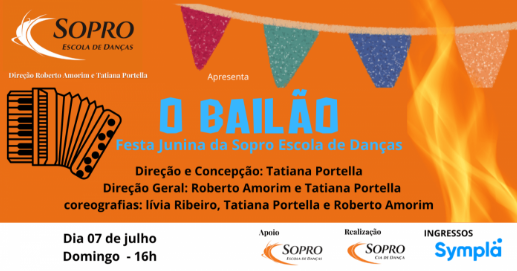 SOPRO
ESCOLA DE DANÇAS
Direção Roberto Amorim e Tatiana Portella
Apresenta
O BAILÃO
Festa Junina da Sopro Escola de Danças
Direção e Concepção: Tatiana Portella
Direção Geral: Roberto Amorim e Tatiana Portella
coreografias: lívia Ribeiro, Tatiana Portella e Roberto Amorim
Dia 07 de julho
Domingo - 16h
Apoio
SOPRO
ESCOLA DE DANÇAS
Realização
SOPRO
CIA DE DANÇA
INGRESSOS
Sympla